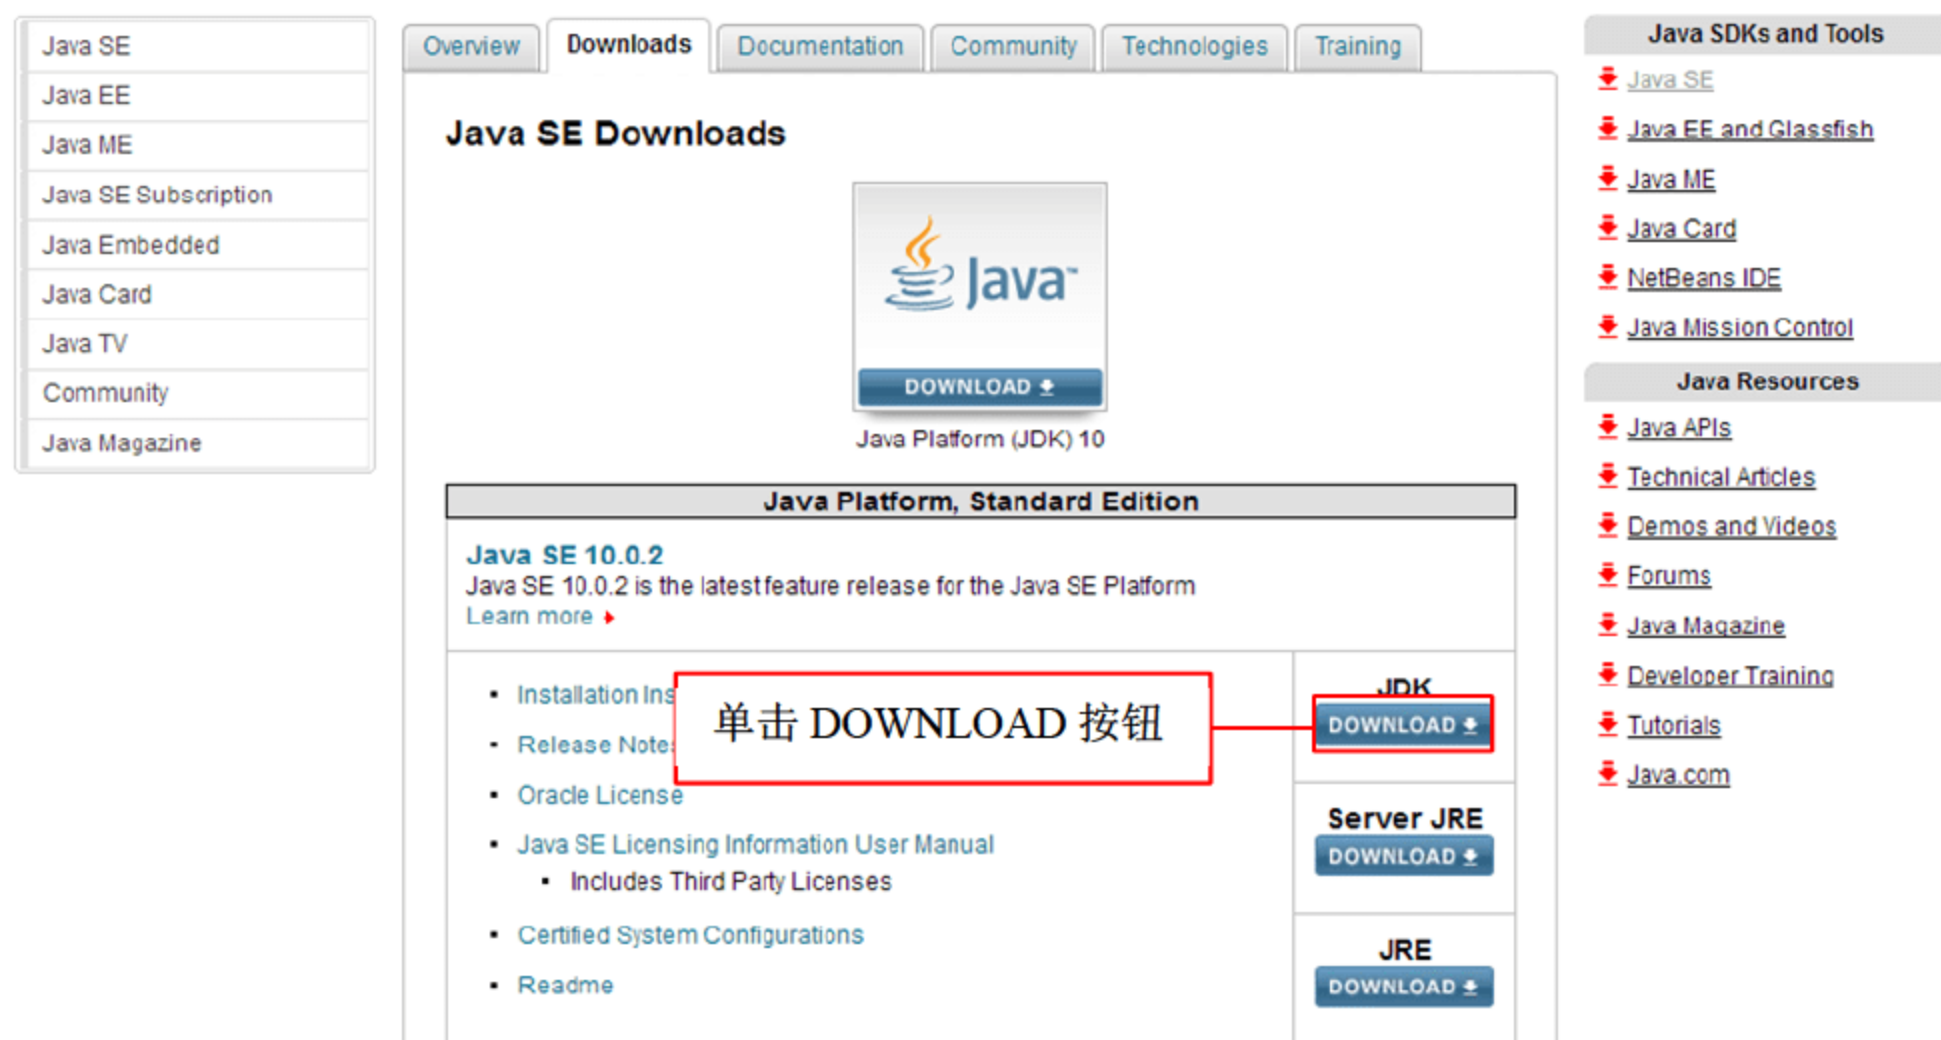 Java SE
Java EE
Java ME
Java SE Subscription
Java Embedded
Java Card
Java TV
Community
Java Magazine
Overview
Downloads
Documentation
Community
Technologies
Training
Java SE Downloads
Java™
DOWNLOAD
Java Platform (JDK) 10
Java Platform, Standard Edition
Java SE 10.0.2
Java SE 10.0.2 is the latest feature release for the Java SE Platform
Learn more
Installation Ins
Release Notes
Oracle License
Java SE Licensing Information User Manual
Includes Third Party Licenses
Certified System Configurations
Readme
单击 DOWNLOAD 按钮
JDK
DOWNLOAD
Server JRE
DOWNLOAD
JRE
DOWNLOAD
Java SDKs and Tools
Java SE
Java EE and Glassfish
Java ME
Java Card
NetBeans IDE
Java Mission Control
Java Resources
Java APIs
Technical Articles
Demos and Videos
Forums
Java Magazine
Developer Training
Tutorials
Java.com